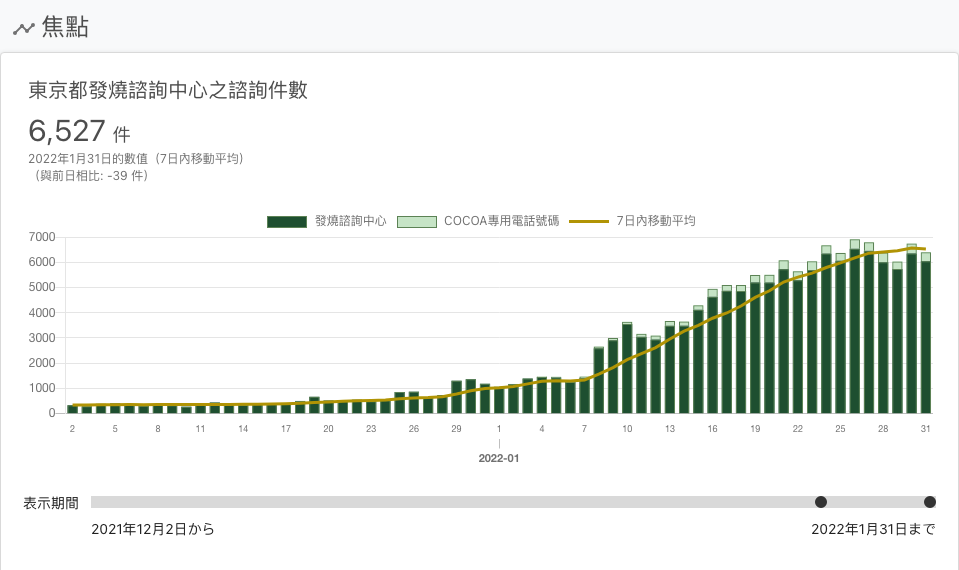 焦點
東京都發燒諮詢中心之諮詢件數
6,527 件
2022年1月31日的數值（7日內移動平均）
（與前日相比: -39 件）
發燒諮詢中心 COCOA專用電話號碼 7日內移動平均
7000
6000
5000
4000
3000
2000
1000
0
2 5 8 11 14 17 20 23 26 29 1 4 7 10 13 16 19 22 25 28 31
2022-01
表示期間
2021年12月2日から 2022年1月31日まで